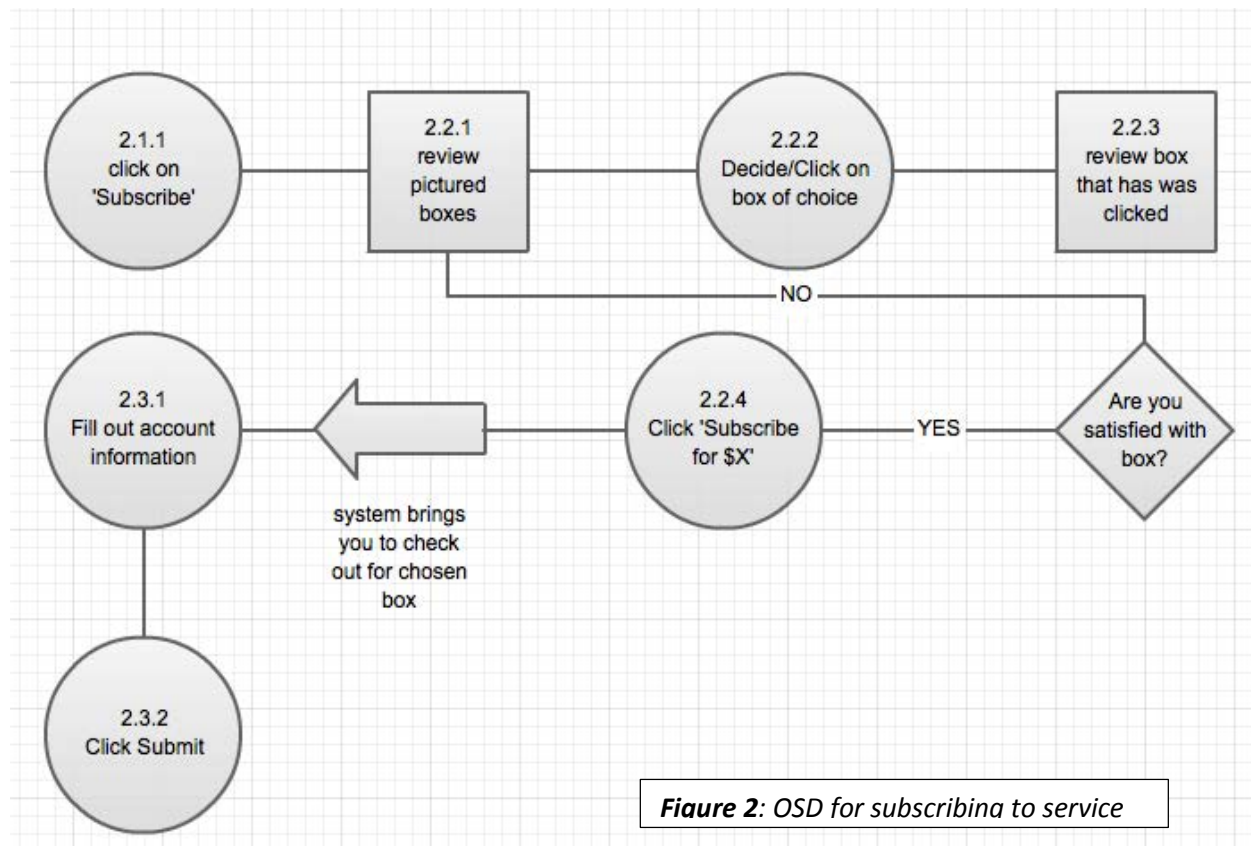 2.1.1
click on
'Subscribe'
2.2.1
review
pictured
boxes
2.2.2
Decide/Click on
box of choice
2.2.3
review box
that has was
clicked
NO
Are you
satisfied with
box?
YES
2.2.4
Click 'Subscribe
for $X'
system brings
you to check
out for chosen
box
2.3.1
Fill out account
information
2.3.2
Click Submit
Figure 2: OSD for subscribing to service